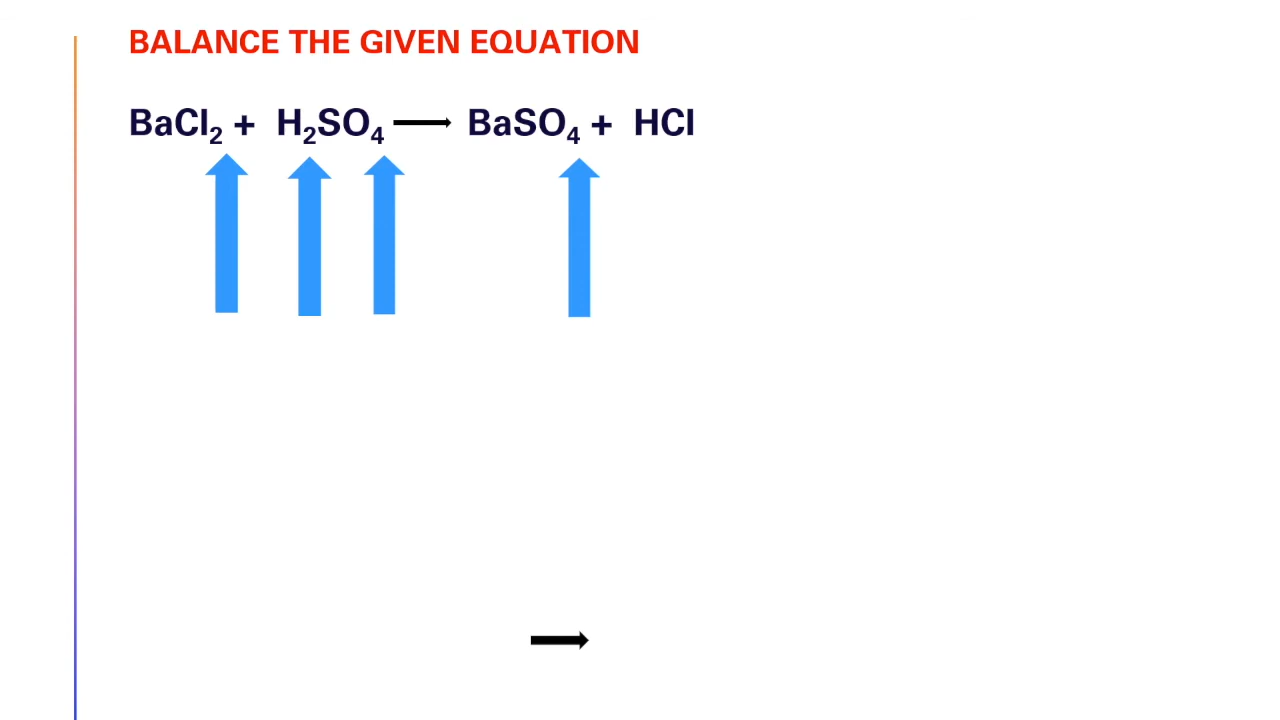 BALANCE THE GIVEN EQUATION
BaCl₂ + H₂SO₄ ⟶ BaSO₄ + HCl